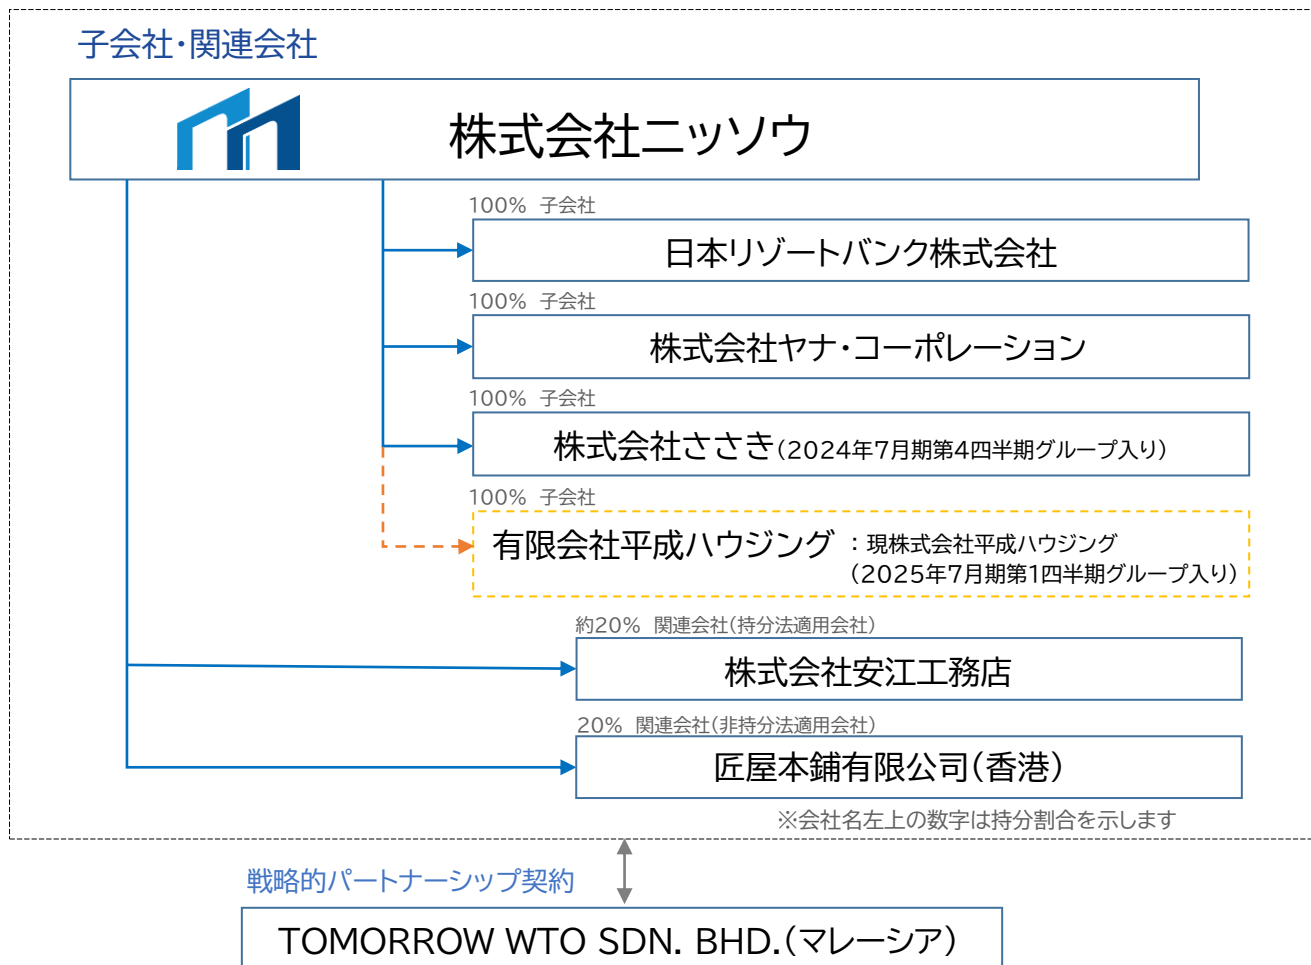 子会社・関連会社
株式会社ニッソウ
100% 子会社
日本リゾートバンク株式会社
100% 子会社
株式会社ヤナ・コーポレーション
100% 子会社
株式会社ささき(2024年7月期第4四半期グループ入り)
100% 子会社
有限会社平成ハウジング :現株式会社平成ハウジング
(2025年7月期第1四半期グループ入り)
約20% 関連会社(持分法適用会社)
株式会社安江工務店
20% 関連会社(非持分法適用会社)
匠屋本鋪有限公司(香港)
※会社名左上の数字は持分割合を示します
戦略的パートナーシップ契約
TOMORROW WTO SDN. BHD.(マレーシア)